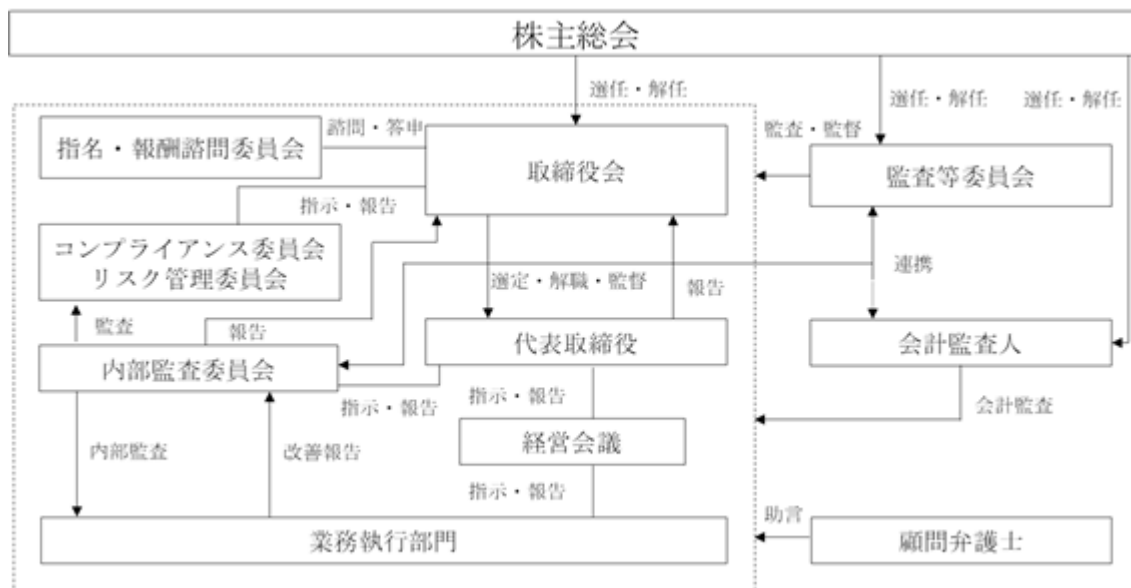 株主総会
選任・解任
選任・解任
選任・解任
指名・報酬諮問委員会
諮問・答申
取締役会
監査・監督
監査等委員会
指示・報告
コンプライアンス委員会
リスク管理委員会
選定・解職・監督
報告
連携
監査
報告
内部監査委員会
代表取締役
会計監査人
指示・報告
指示・報告
会計監査
内部監査
改善報告
経営会議
指示・報告
業務執行部門
助言
顧問弁護士